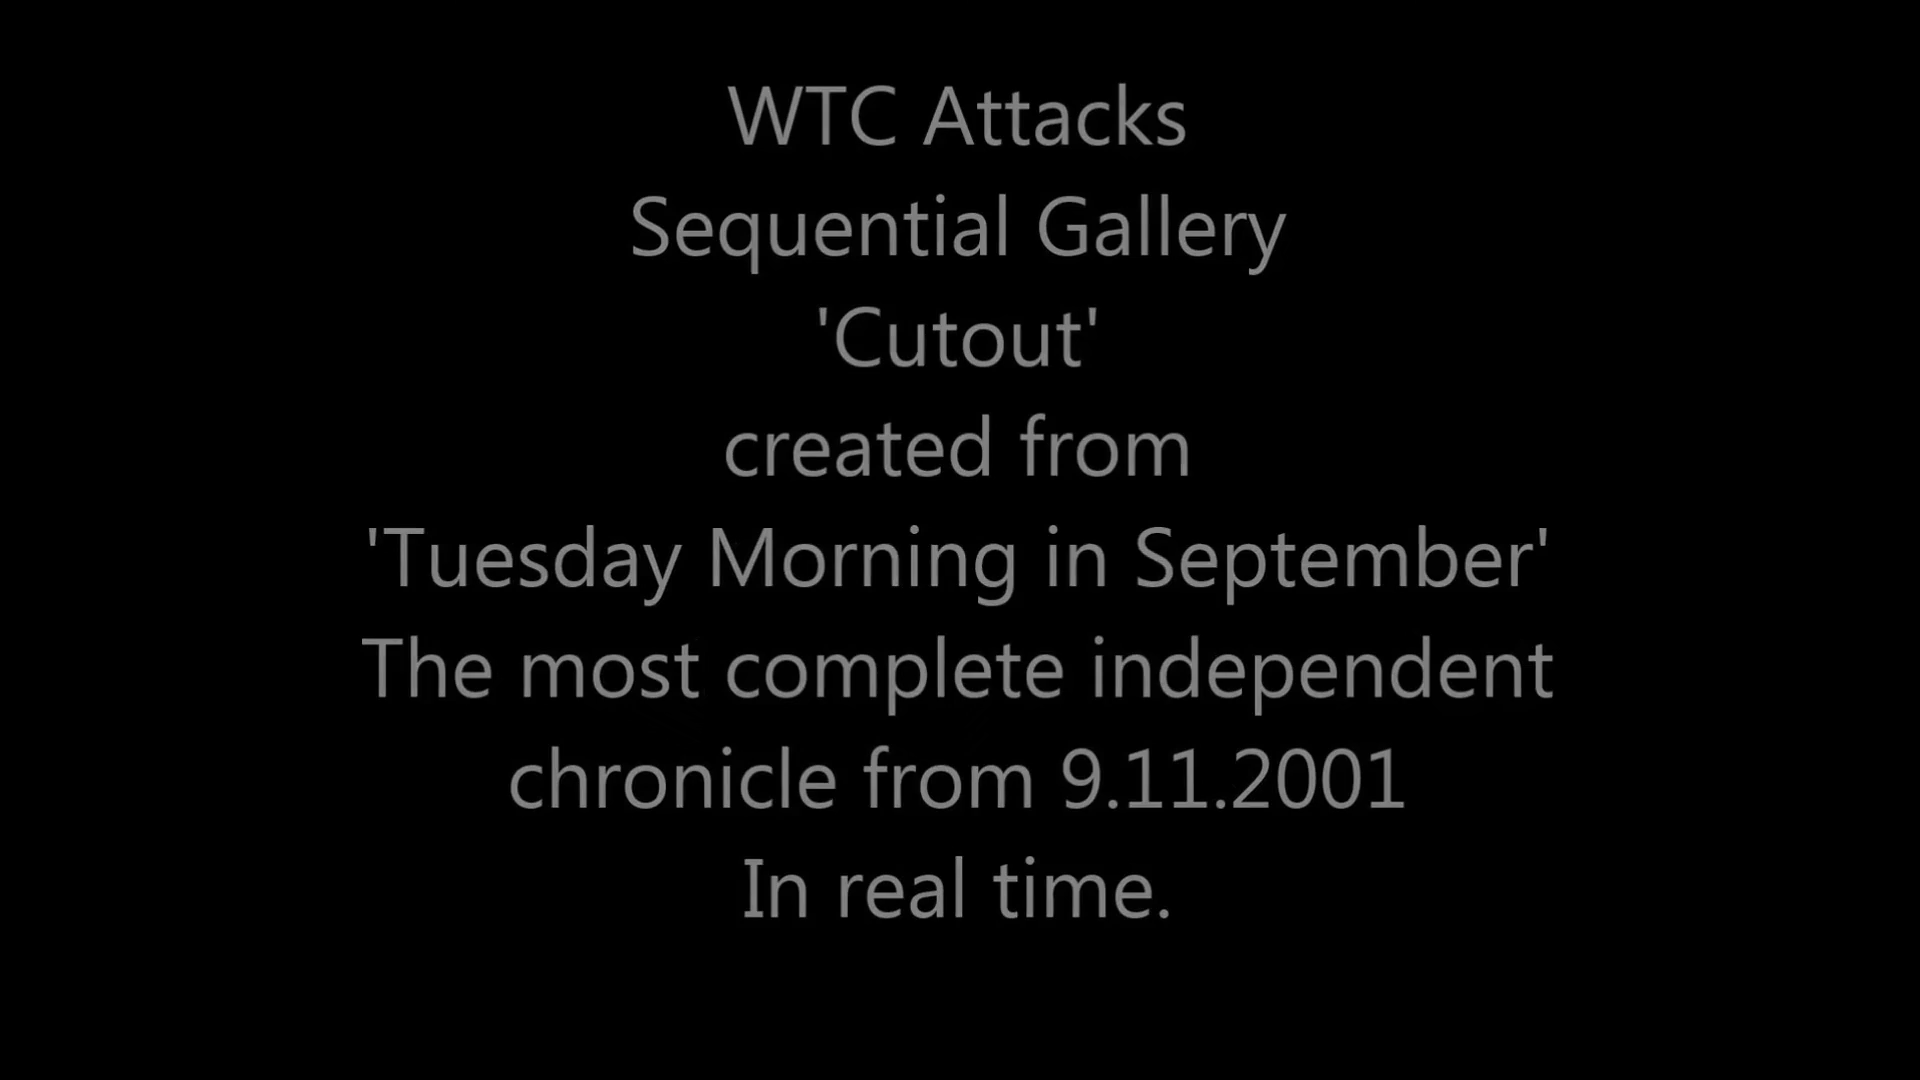 WTC Attacks
Sequential Gallery
'Cutout'
created from
'Tuesday Morning in September'
The most complete independent
chronicle from 9.11.2001
In real time.